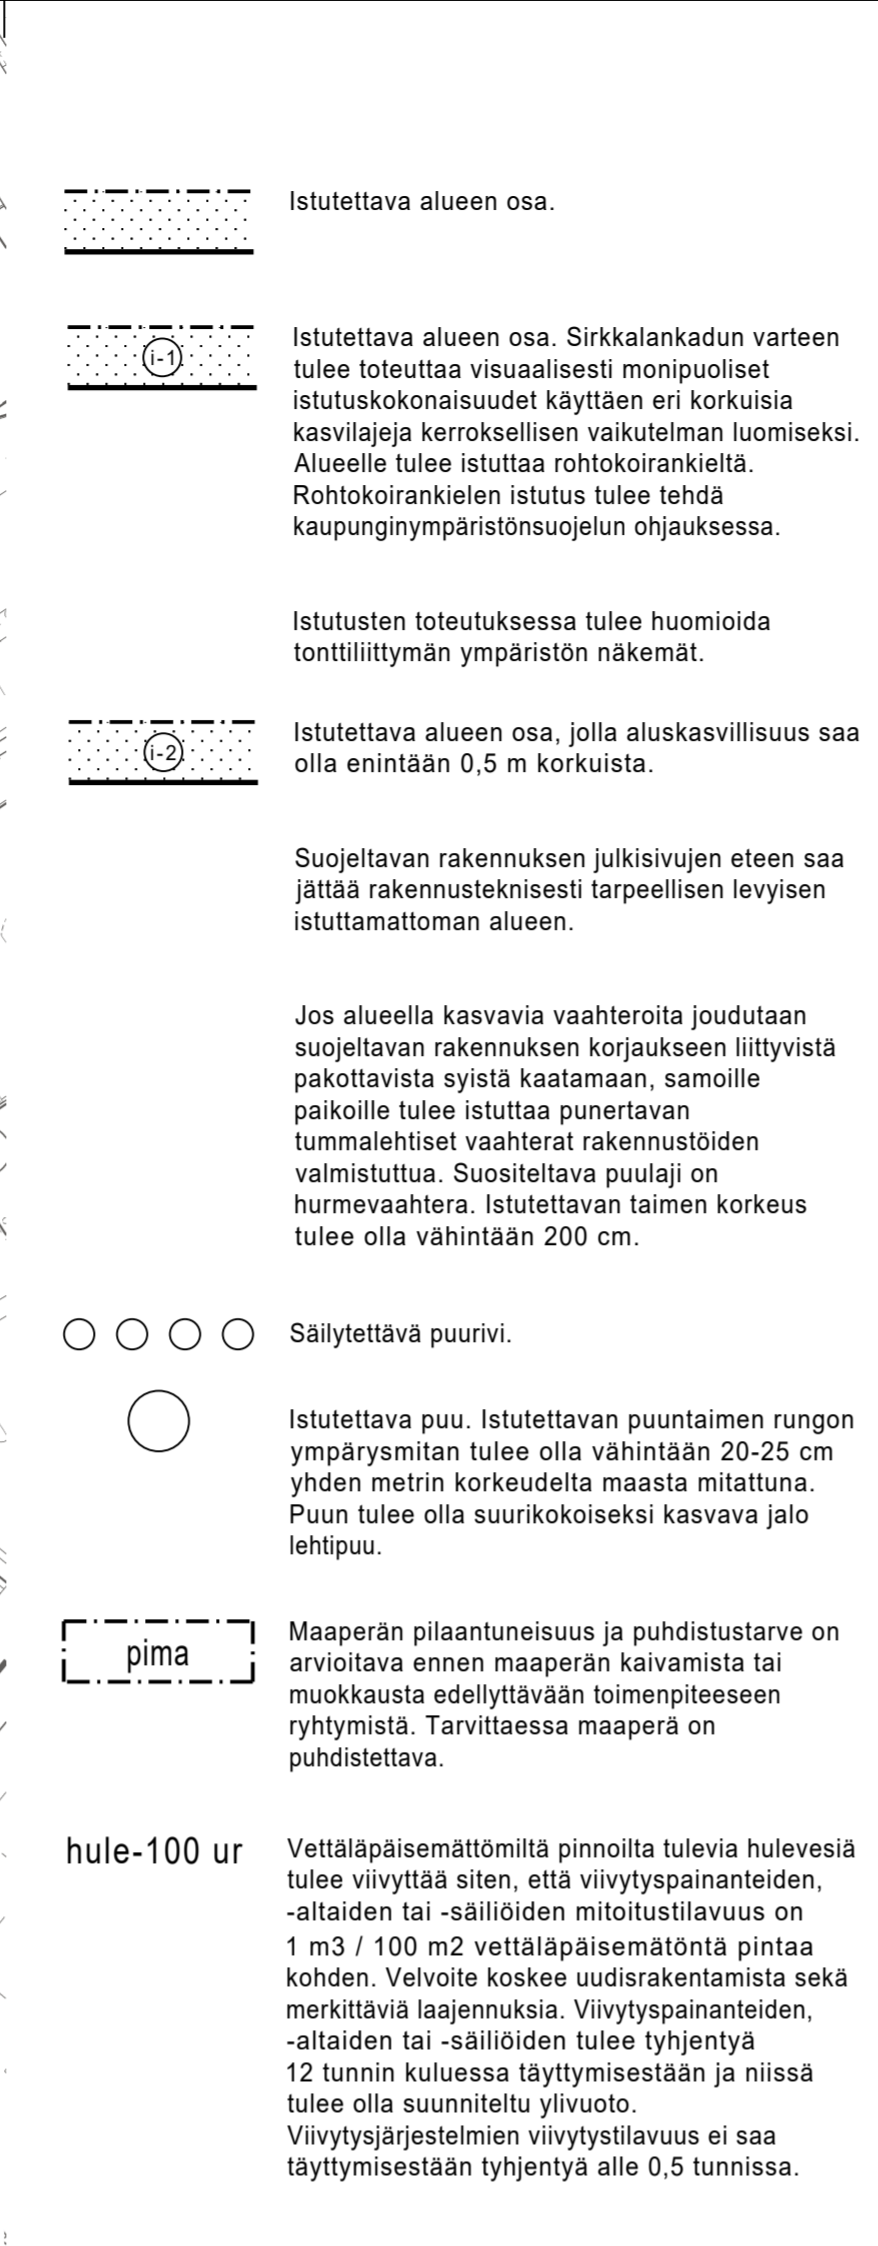 Istutettava alueen osa.
i-1
Istutettava alueen osa. Sirkkalankadun varteen
tulee toteuttaa visuaalisesti monipuoliset
istutuskokonaisuudet käyttäen eri korkuisia
kasvilajeja kerroksellisen vaikutelman luomiseksi.
Alueelle tulee istuttaa rohtokoirankieltä.
Rohtokoirankielen istutus tulee tehdä
kaupunginympäristönsuojelun ohjauksessa.
Istutusten toteutuksessa tulee huomioida
tonttiliittymän ympäristön näkemät.
i-2
Istutettava alueen osa, jolla aluskasvillisuus saa
olla enintään 0,5 m korkuista.
Suojeltavan rakennuksen julkisivujen eteen saa
jättää rakennusteknisesti tarpeellisen levyisen
istuttamattoman alueen.
Jos alueella kasvavia vaahteroita joudutaan
suojeltavan rakennuksen korjaukseen liittyvistä
pakottavista syistä kaatamaan, samoille
paikoille tulee istuttaa punertavan
tummalehtiset vaahterat rakennustöiden
valmistuttua. Suositeltava puulaji on
hurmevaahtera. Istutettavan taimen korkeus
tulee olla vähintään 200 cm.
Säilytettävä puurivi.
Istutettava puu. Istutettavan puuntaimen rungon
ympärysmitan tulee olla vähintään 20-25 cm
yhden metrin korkeudelta maasta mitattuna.
Puun tulee olla suurikokoiseksi kasvava jalo
lehtipuu.
pima
Maaperän pilaantuneisuus ja puhdistustarve on
arvioitava ennen maaperän kaivamista tai
muokkausta edellyttävään toimenpiteeseen
ryhtymistä. Tarvittaessa maaperä on
puhdistettava.
hule-100 ur
Vettäläpäisemättömiltä pinnoilta tulevia hulevesiä
tulee viivyttää siten, että viivytyspainanteiden,
-altaiden tai -säiliöiden mitoitustilavuus on
1 m3 / 100 m2 vettäläpäisemätöntä pintaa
kohden. Velvoite koskee uudisrakentamista sekä
merkittäviä laajennuksia. Viivytyspainanteiden,
-altaiden tai -säiliöiden tulee tyhjentyä
12 tunnin kuluessa täyttymisestään ja niissä
tulee olla suunniteltu ylivuoto.
Viivytysjärjestelmien viivytystilavuus ei saa
täyttymisestään tyhjentyä alle 0,5 tunnissa.